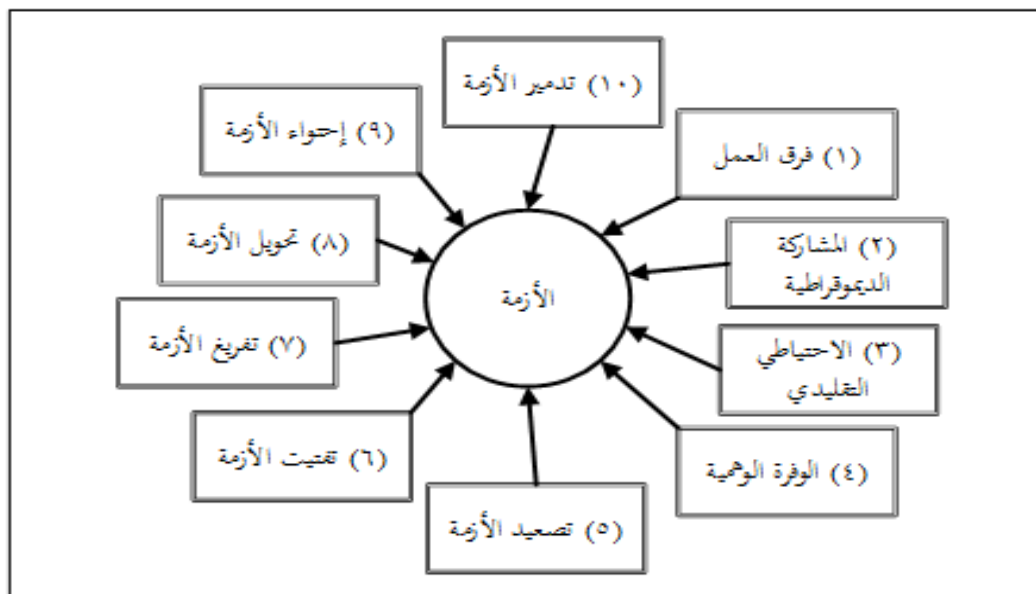 (١٠) تدمير الأزمة
(٩) إحتواء الأزمة
(١) فرق العمل
(٨) تحويل الأزمة
(٢) المشاركة
الديموقراطية
الأزمة
(٧) تفريغ الأزمة
(٣) الاحتياطي
التقليدي
(٦) تفتيت الأزمة
(٤) الوفرة الوهمية
(٥) تصعيد الأزمة